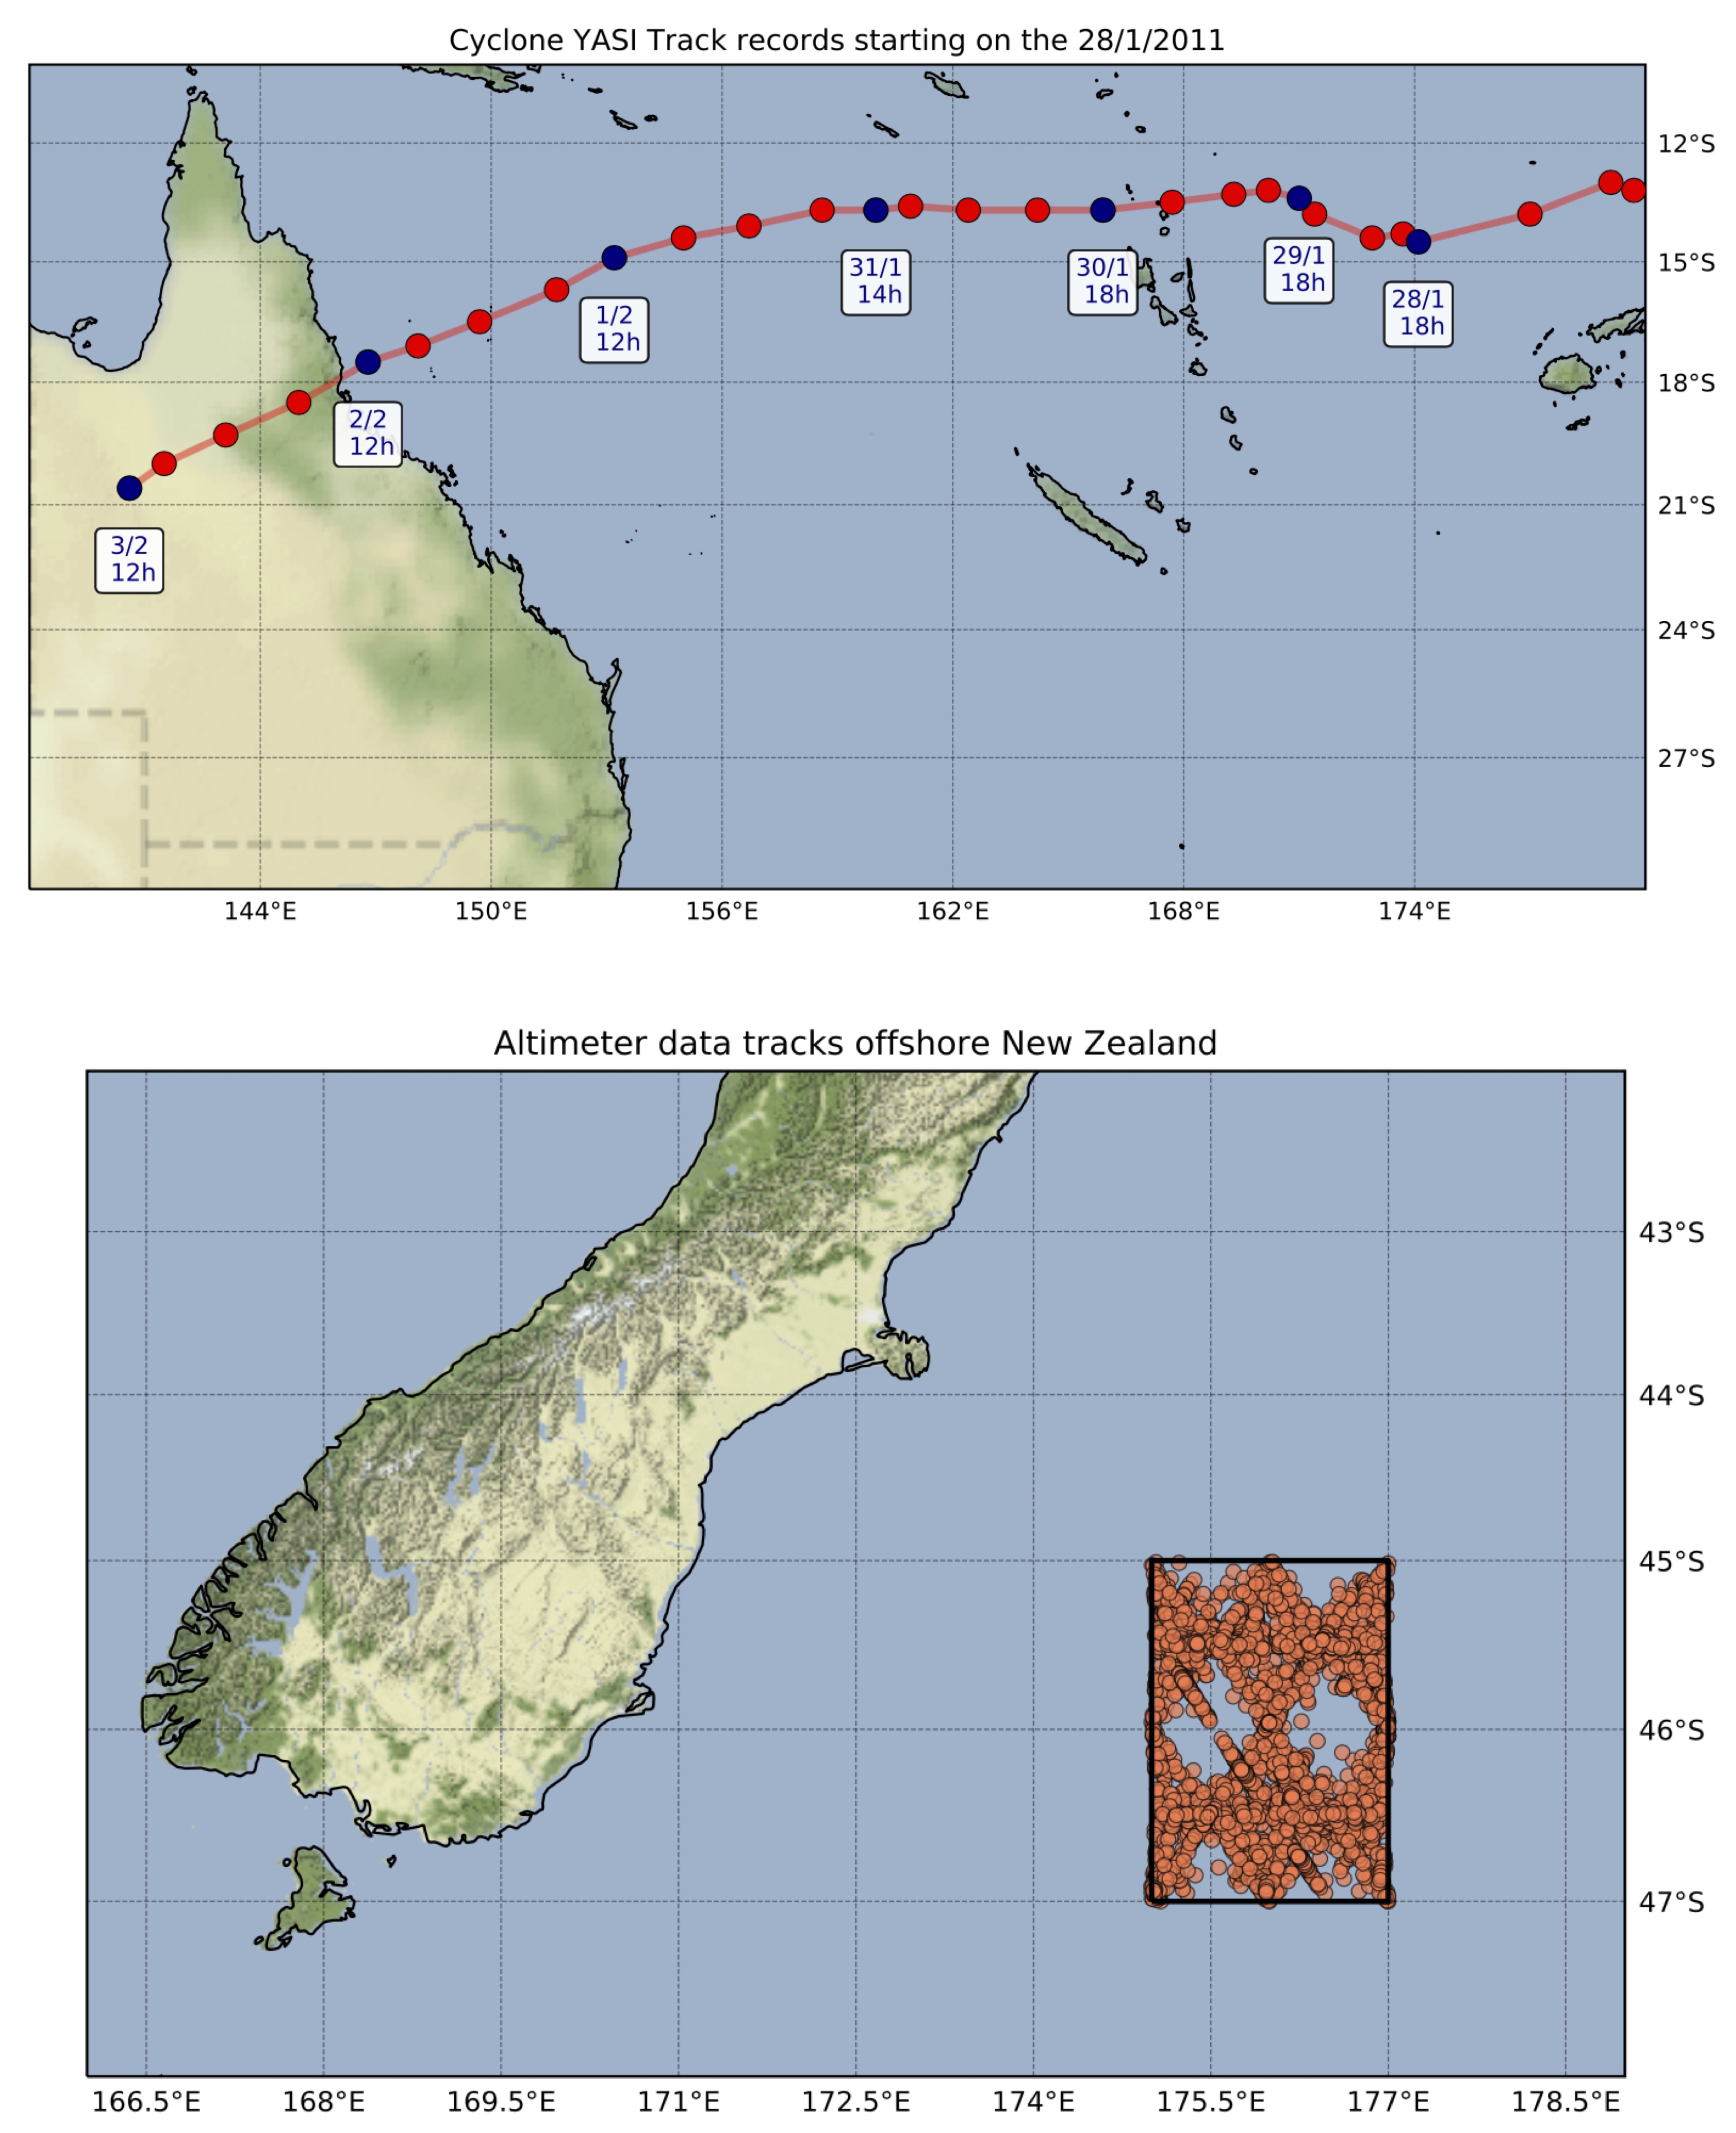 Cyclone YASI Track records starting on the 28/1/2011
12°S
15°S
31/1
14h
30/1
18h
29/1
18h
28/1
18h
1/2
12h
18°S
2/2
12h
21°S
3/2
12h
24°S
27°S
144°E 150°E 156°E 162°E 168°E 174°E
Altimeter data tracks offshore New Zealand
43°S
44°S
45°S
46°S
47°S
166.5°E 168°E 169.5°E 171°E 172.5°E 174°E 175.5°E 177°E 178.5°E